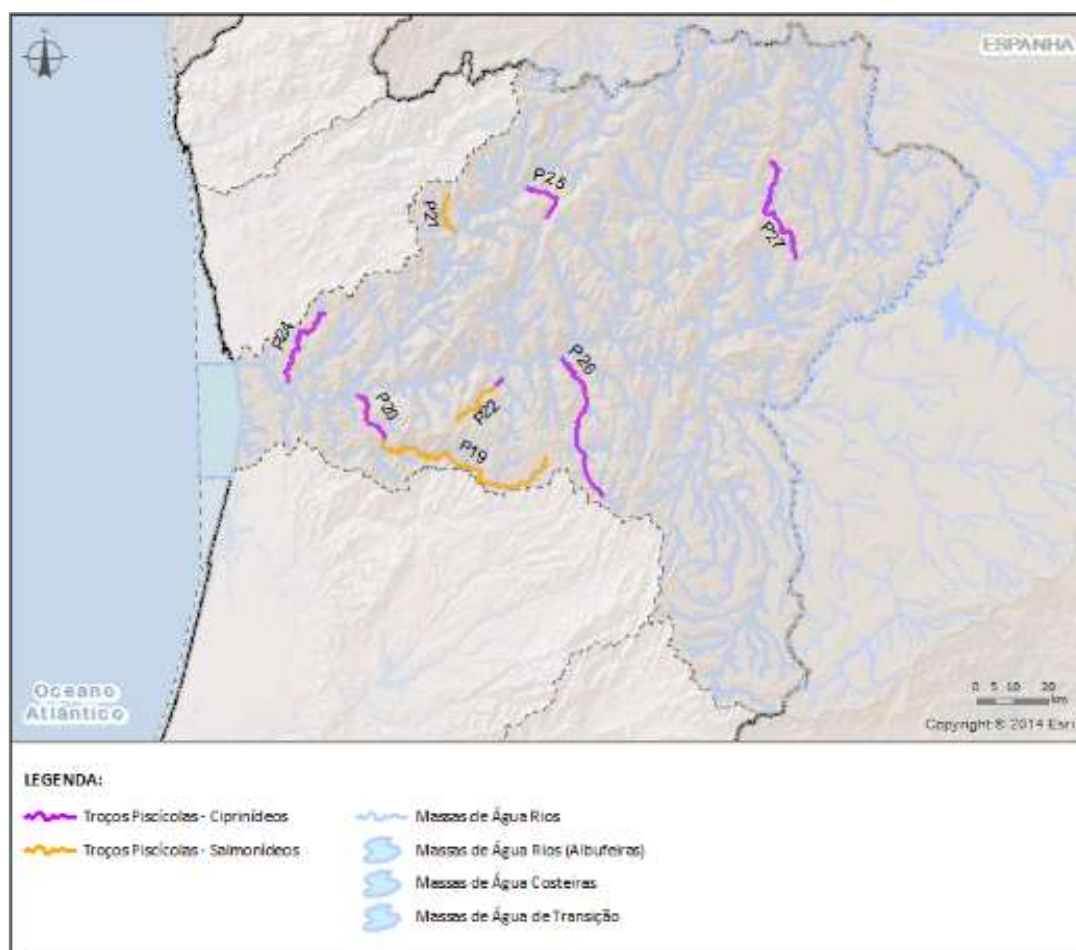 ESPANHA
P25
P21
P27
P24
P26
P20
P22
P19
Oceano
Atlântico
0 5 10 20
km
Copyright © 2014 Esri
LEGENDA:
Troços Piscícolas - Ciprinídeos
Troços Piscícolas - Salmonídeos
Massas de Água Rios
Massas de Água Rios (Albufeiras)
Massas de Água Costeiras
Massas de Água de Transição